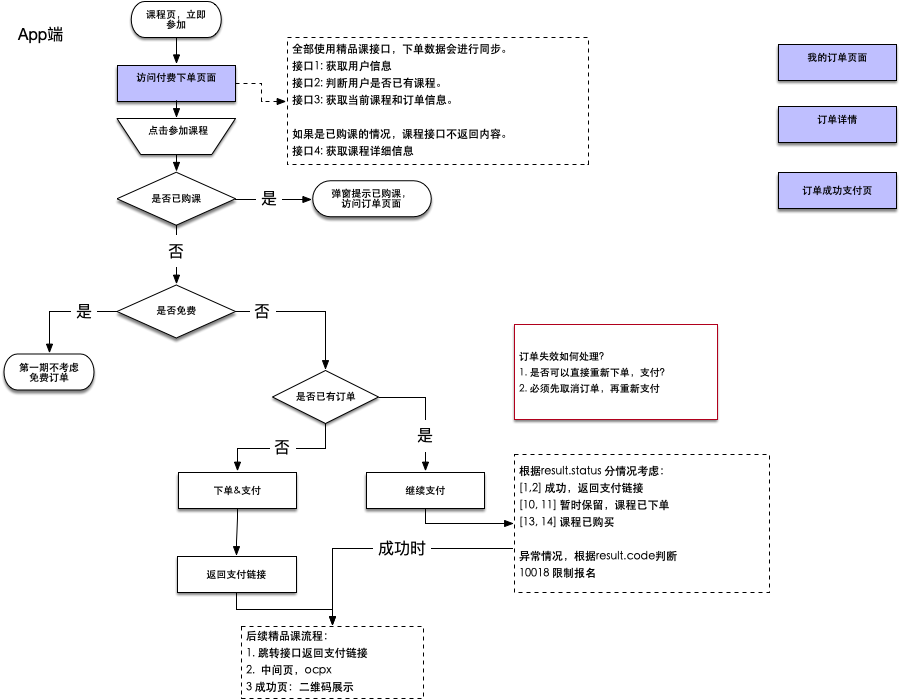 App端
课程页，立即
参加
访问付费下单页面
点击参加课程
全部使用精品课接口，下单数据会进行同步。
接口1: 获取用户信息
接口2: 判断用户是否已有课程。
接口3: 获取当前课程和订单信息。
如果是已购课的情况，课程接口不返回内容。
接口4: 获取课程详细信息
我的订单页面
订单详情
订单成功支付页
是否已购课
是
弹窗提示已购课，
访问订单页面
否
是否免费
是
否
第一期不考虑
免费订单
是否已有订单
订单失效如何处理?
1. 是否可以直接重新下单，支付?
2. 必须先取消订单，再重新支付
否
是
下单&支付
继续支付
根据result.status 分情况考虑：
[1,2] 成功，返回支付链接
[10, 11] 暂时保留，课程已下单
[13, 14] 课程已购买
异常情况，根据result.code判断
10018 限制报名
成功时
返回支付链接
后续精品课流程：
1. 跳转接口返回支付链接
2. 中间页，ocpx
3 成功页：二维码展示